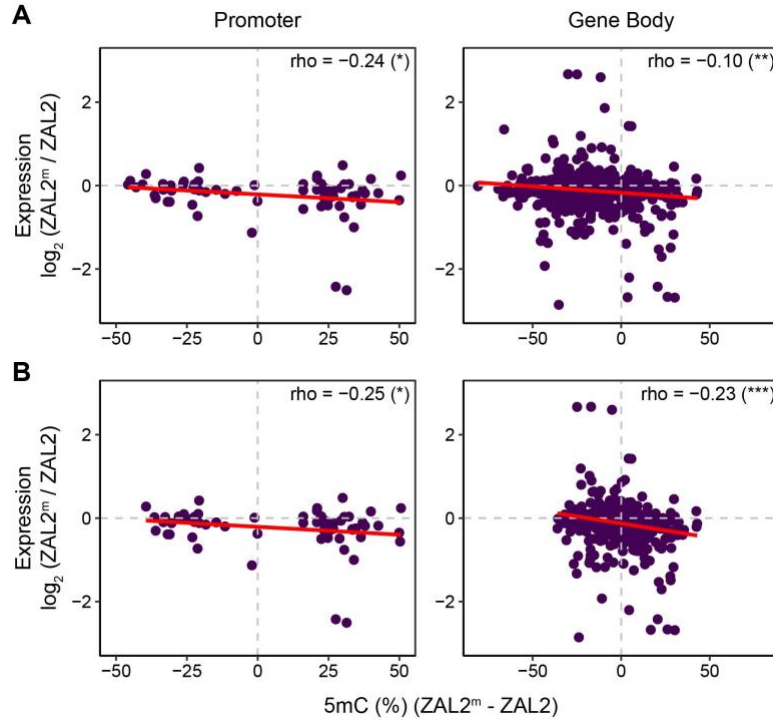 A
Promoter
Gene Body
rho = −0.24 (*)
rho = −0.10 (**)
Expression
log₂ (ZAL2ᵐ / ZAL2)
2
0
−2
2
0
−2
−50
−25
0
25
50
−50
0
50
B
rho = −0.25 (*)
rho = −0.23 (***)
Expression
log₂ (ZAL2ᵐ / ZAL2)
2
0
−2
2
0
−2
−50
−25
0
25
50
−50
0
50
5mC (%) (ZAL2ᵐ - ZAL2)